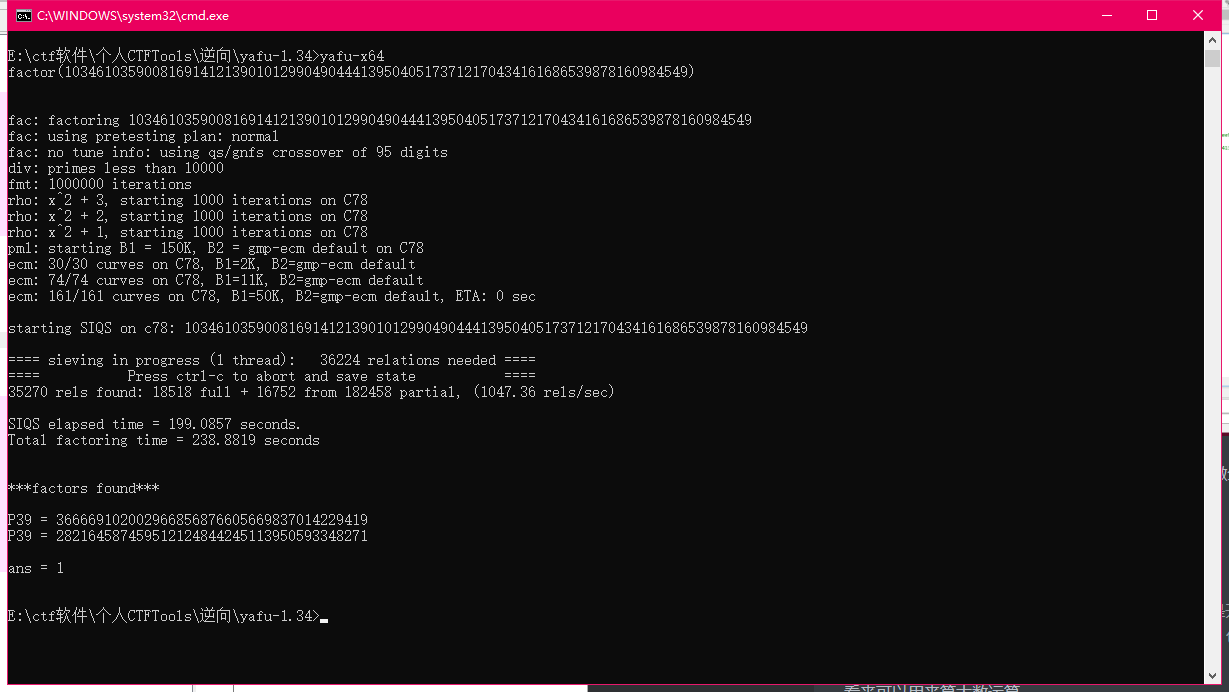 C:\WINDOWS\system32\cmd.exe
E:\ctf软件\个人CTFTools\逆向\yafu-1.34>yafu-x64
factor(103461035900816914121390101299049044413950405173712170434161686539878160984549)
fac: factoring 103461035900816914121390101299049044413950405173712170434161686539878160984549
fac: using pretesting plan: normal
fac: no tune info: using qs/gnfs crossover of 95 digits
div: primes less than 10000
fmt: 1000000 iterations
rho: x^2 + 3, starting 1000 iterations on C78
rho: x^2 + 2, starting 1000 iterations on C78
rho: x^2 + 1, starting 1000 iterations on C78
pm1: starting B1 = 150K, B2 = gmp-ecm default on C78
ecm: 30/30 curves on C78, B1=2K, B2=gmp-ecm default
ecm: 74/74 curves on C78, B1=11K, B2=gmp-ecm default
ecm: 161/161 curves on C78, B1=50K, B2=gmp-ecm default, ETA: 0 sec
starting SIQS on c78: 103461035900816914121390101299049044413950405173712170434161686539878160984549
==== sieving in progress (1 thread):   36224 relations needed ====
====           Press ctrl-c to abort and save state           ====
35270 rels found: 18518 full + 16752 from 182458 partial, (1047.36 rels/sec)
SIQS elapsed time = 199.0857 seconds.
Total factoring time = 238.8819 seconds
***factors found***
P39 = 366669102002966856876605669837014229419
P39 = 282164587459512124844245113950593348271
ans = 1
E:\ctf软件\个人CTFTools\逆向\yafu-1.34>